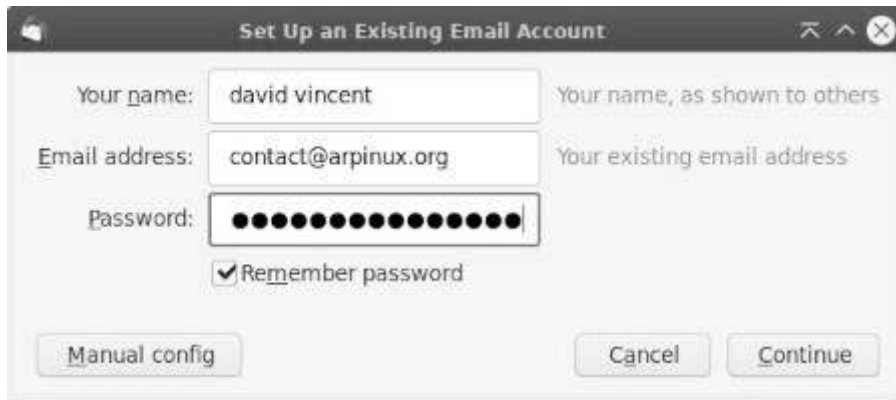 Set Up an Existing Email Account
Your name: david vincent Your name, as shown to others
Email address: contact@arpinux.org Your existing email address
Password: ●●●●●●●●●●●●●●●
Remember password
Manual config Cancel Continue